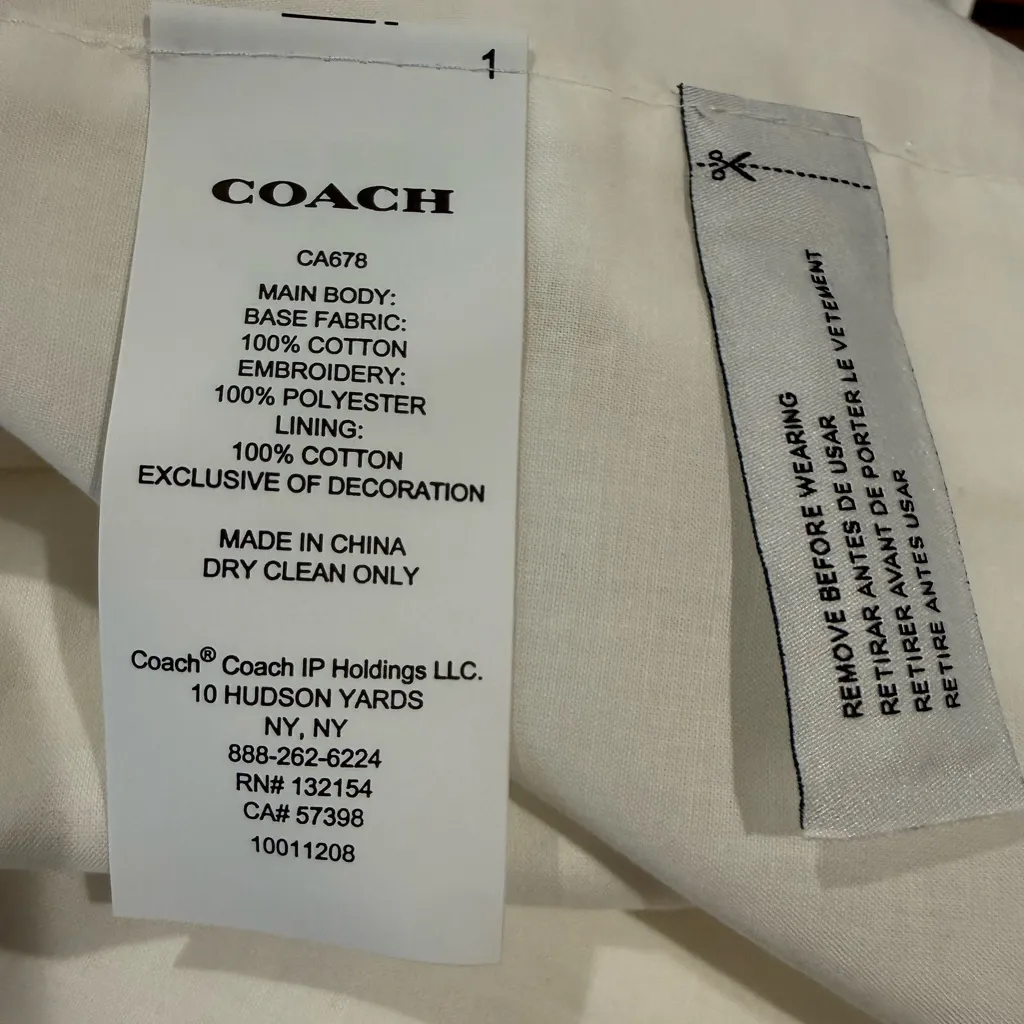 1
COACH
CA678
MAIN BODY:
BASE FABRIC:
100% COTTON
EMBROIDERY:
100% POLYESTER
LINING:
100% COTTON
EXCLUSIVE OF DECORATION
MADE IN CHINA
DRY CLEAN ONLY
Coach® Coach IP Holdings LLC.
10 HUDSON YARDS
NY, NY
888-262-6224
RN# 132154
CA# 57398
10011208
REMOVE BEFORE WEARING
RETIRAR ANTES DE USAR
RETIRER AVANT DE PORTER LE VETEMENT
RETIRE ANTES USAR